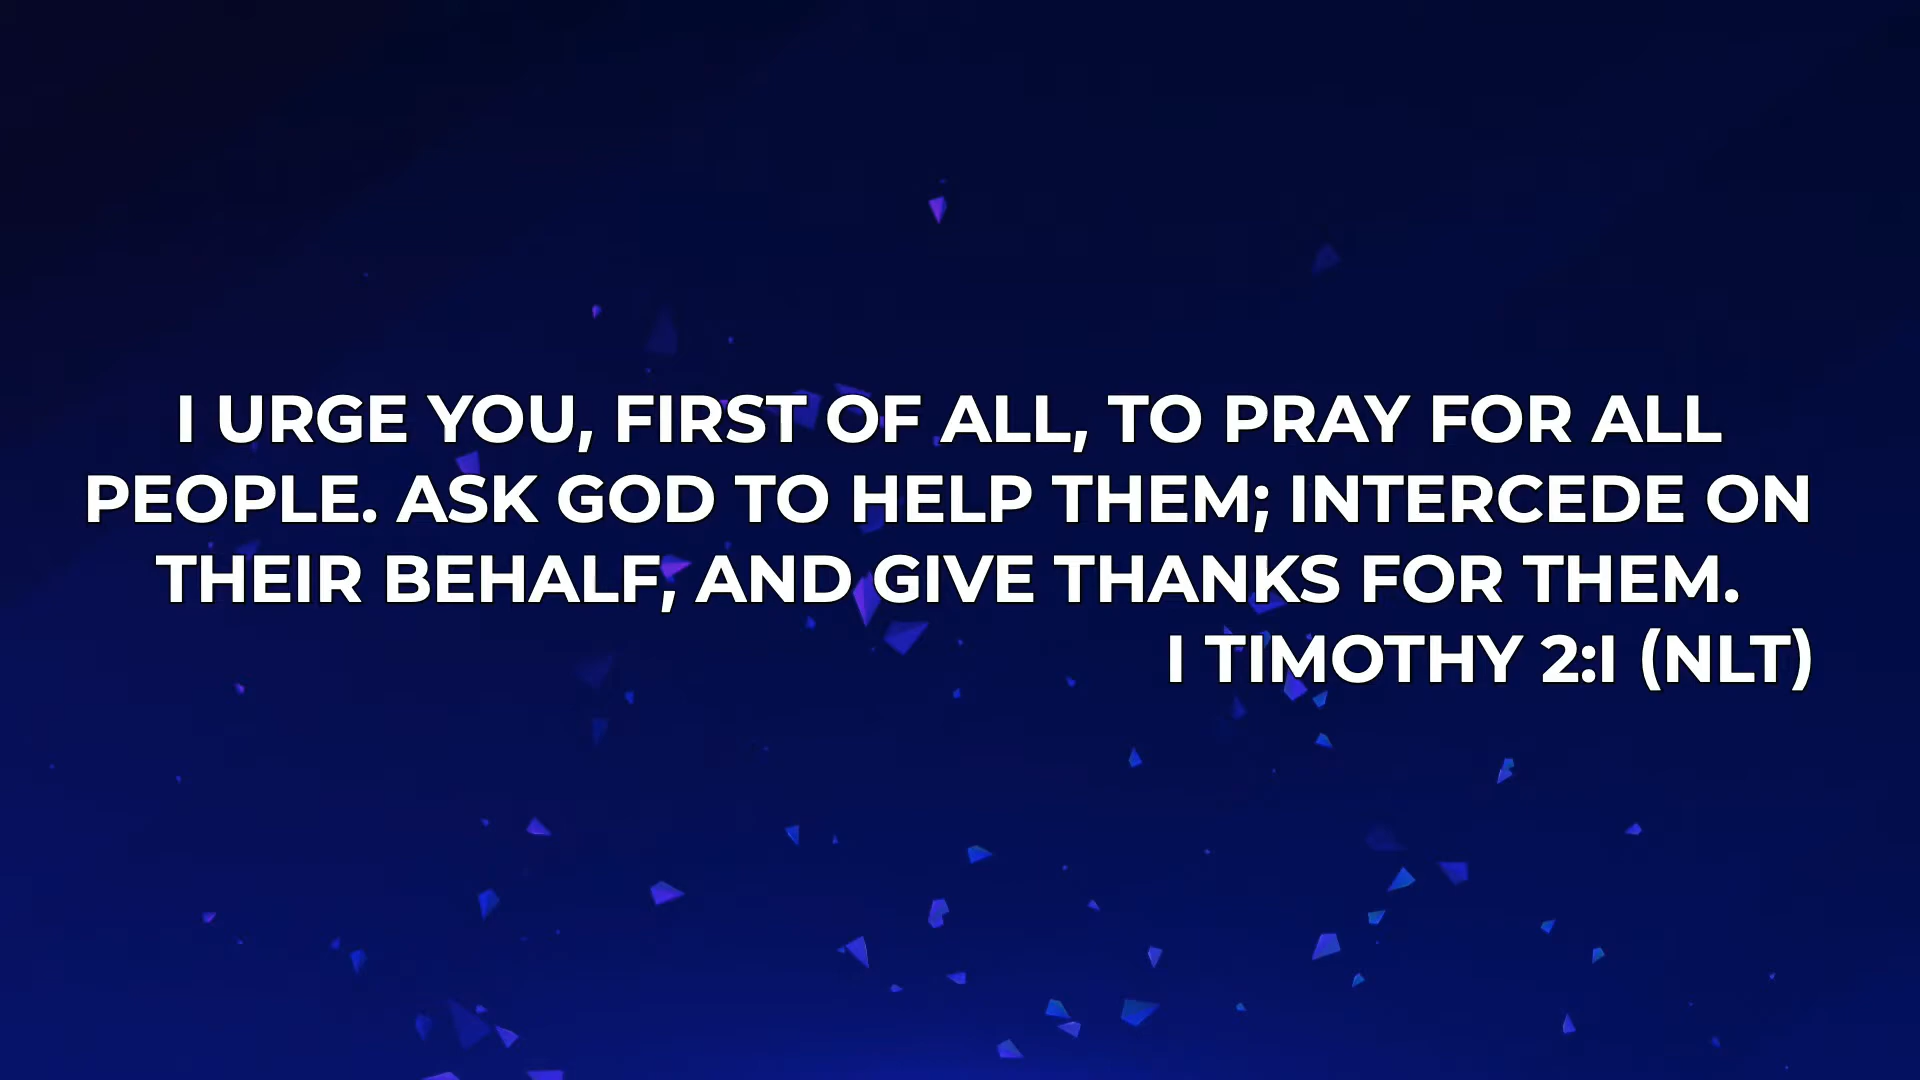 I URGE YOU, FIRST OF ALL, TO PRAY FOR ALL
PEOPLE. ASK GOD TO HELP THEM; INTERCEDE ON
THEIR BEHALF, AND GIVE THANKS FOR THEM.
I TIMOTHY 2:I (NLT)